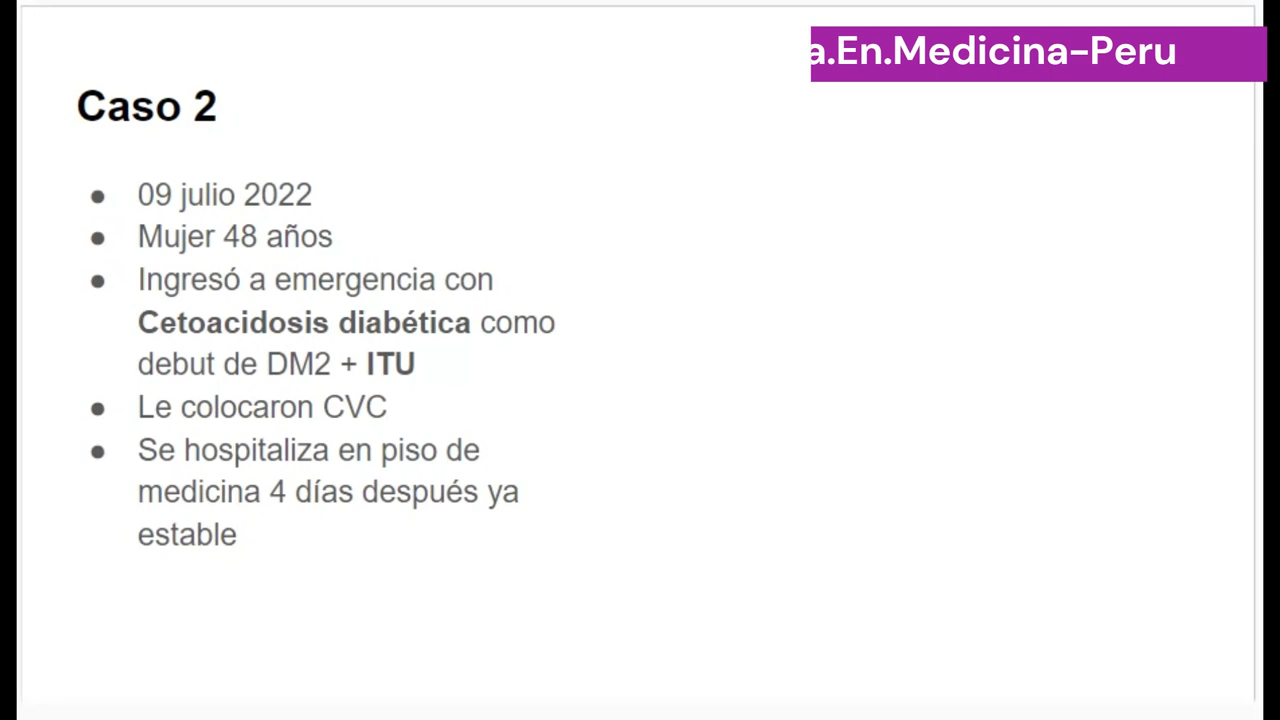 a.En.Medicina-Peru
Caso 2
● 09 julio 2022
● Mujer 48 años
● Ingresó a emergencia con
Cetoacidosis diabética como
debut de DM2 + ITU
● Le colocaron CVC
● Se hospitaliza en piso de
medicina 4 días después ya
estable